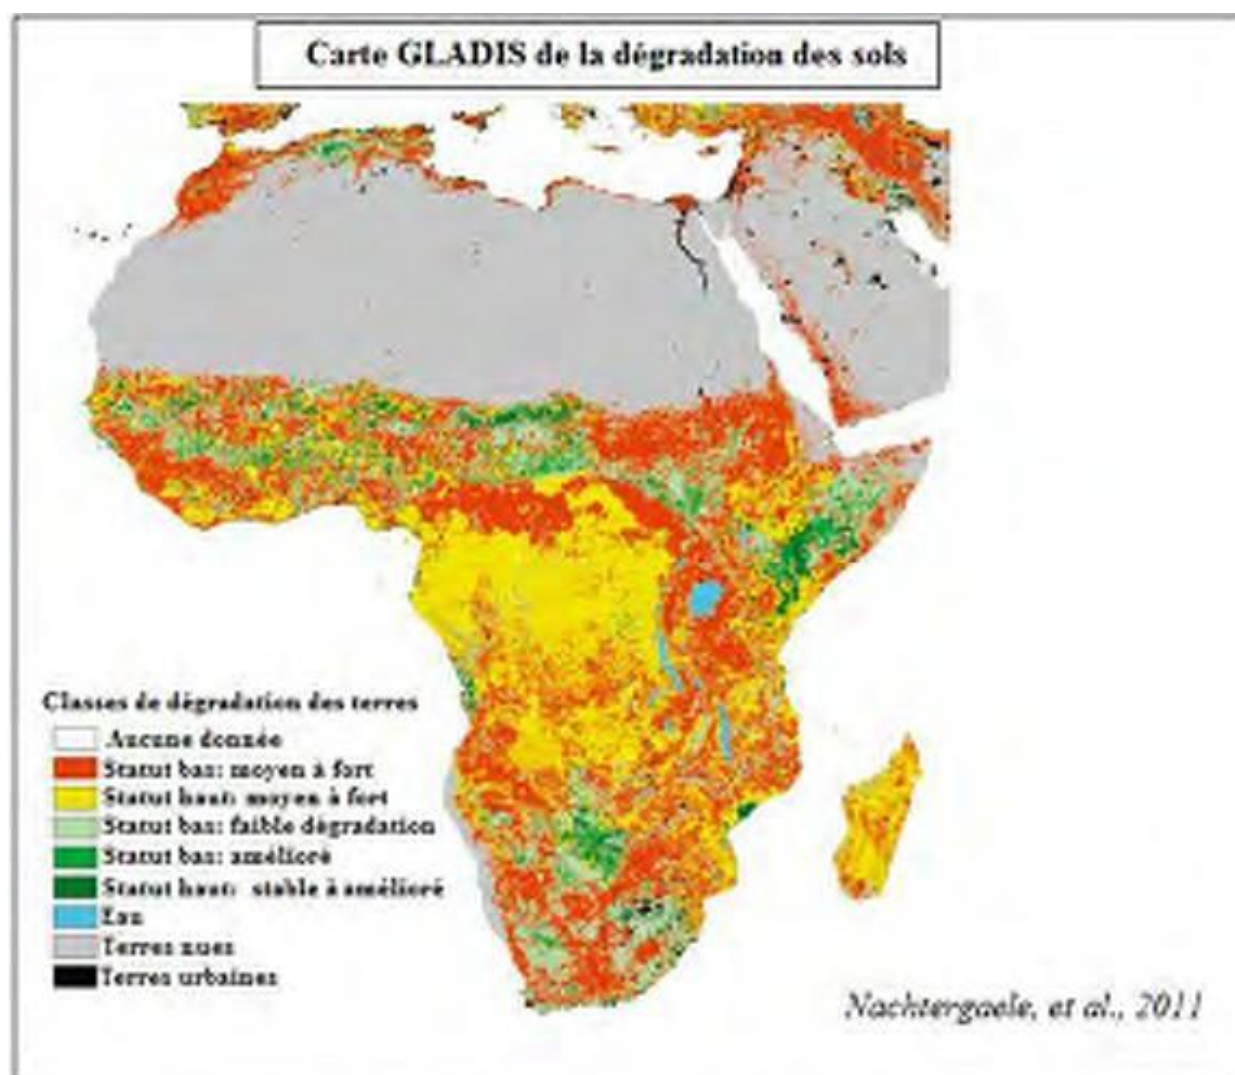 Carte GLADIS de la dégradation des sols
Classes de dégradation des terres
Aucune donnée
Statut bas: moyen à fort
Statut haut: moyen à fort
Statut bas: faible dégradation
Statut bas: amélioré
Statut haut: stable à amélioré
Eau
Terres nues
Terres urbaines
Nachtergaele, et al., 2011